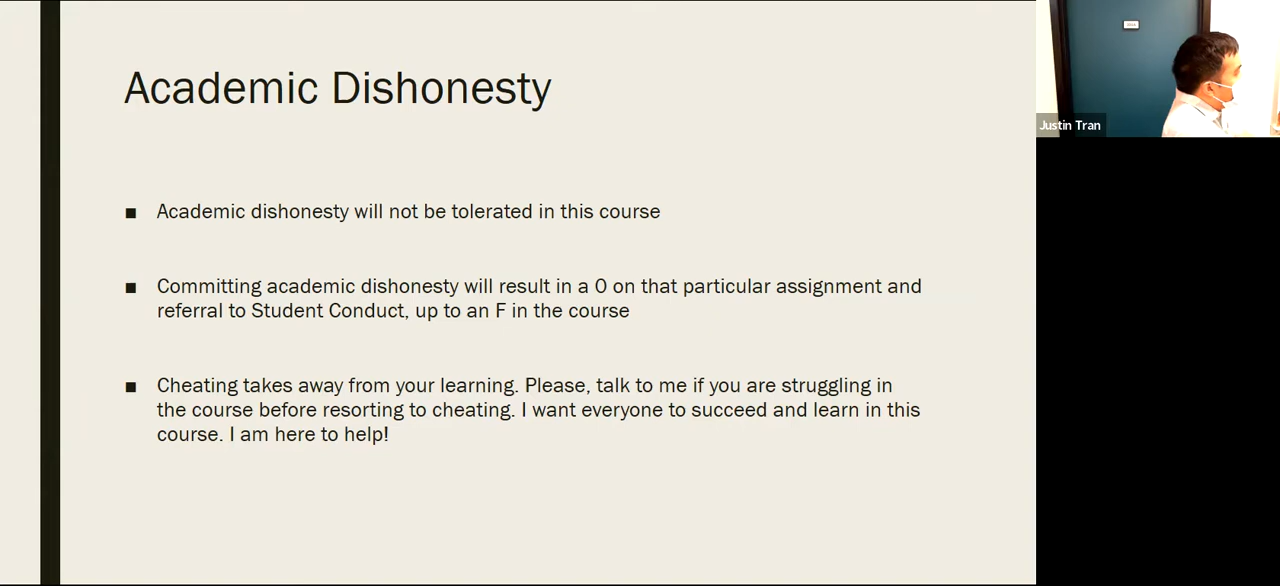 Academic Dishonesty
■ Academic dishonesty will not be tolerated in this course
■ Committing academic dishonesty will result in a 0 on that particular assignment and
referral to Student Conduct, up to an F in the course
■ Cheating takes away from your learning. Please, talk to me if you are struggling in
the course before resorting to cheating. I want everyone to succeed and learn in this
course. I am here to help!
Justin Tran